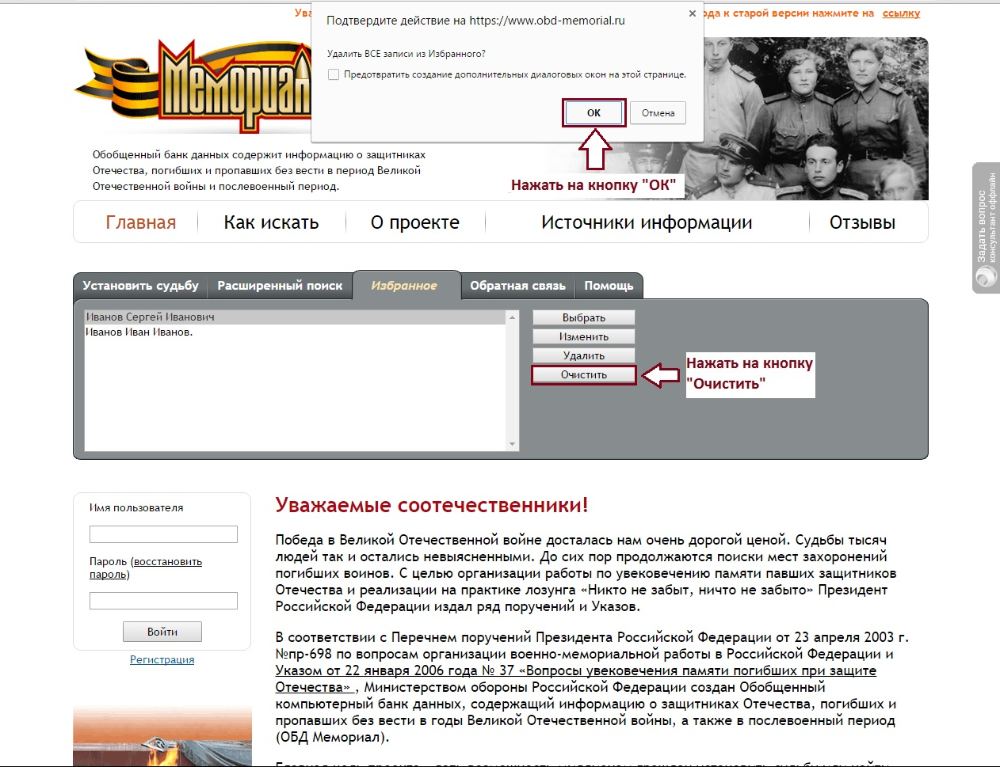 Ува
ода к старой версии нажмите на ссылку
Подтвердите действие на https://www.obd-memorial.ru
Удалить ВСЕ записи из Избранного?
Предотвратить создание дополнительных диалоговых окон на этой странице.
ОК
Отмена
Мемориал
Нажать на кнопку "ОК"
Обобщенный банк данных содержит информацию о защитниках
Отечества, погибших и пропавших без вести в период Великой
Отечественной войны и послевоенный период.
Главная
Как искать
О проекте
Источники информации
Отзывы
Задать вопрос
консультант оффлайн
Установить судьбу
Расширенный поиск
Избранное
Обратная связь
Помощь
Иванов Сергей Иванович
Иванов Иван Иванов.
Выбрать
Изменить
Удалить
Очистить
Нажать на кнопку
"Очистить"
Имя пользователя
Пароль (восстановить
пароль)
Войти
Регистрация
Уважаемые соотечественники!
Победа в Великой Отечественной войне досталась нам очень дорогой ценой. Судьбы тысяч
людей так и остались невыясненными. До сих пор продолжаются поиски мест захоронений
погибших воинов. С целью организации работы по увековечению памяти павших защитников
Отечества и реализации на практике лозунга «Никто не забыт, ничто не забыто» Президент
Российской Федерации издал ряд поручений и Указов.
В соответствии с Перечнем поручений Президента Российской Федерации от 23 апреля 2003 г.
№пр-698 по вопросам организации военно-мемориальной работы в Российской Федерации и
Указом от 22 января 2006 года № 37 «Вопросы увековечения памяти погибших при защите
Отечества» , Министерством обороны Российской Федерации создан Обобщенный
компьютерный банк данных, содержащий информацию о защитниках Отечества, погибших и
пропавших без вести в годы Великой Отечественной войны, а также в послевоенный период
(ОБД Мемориал).